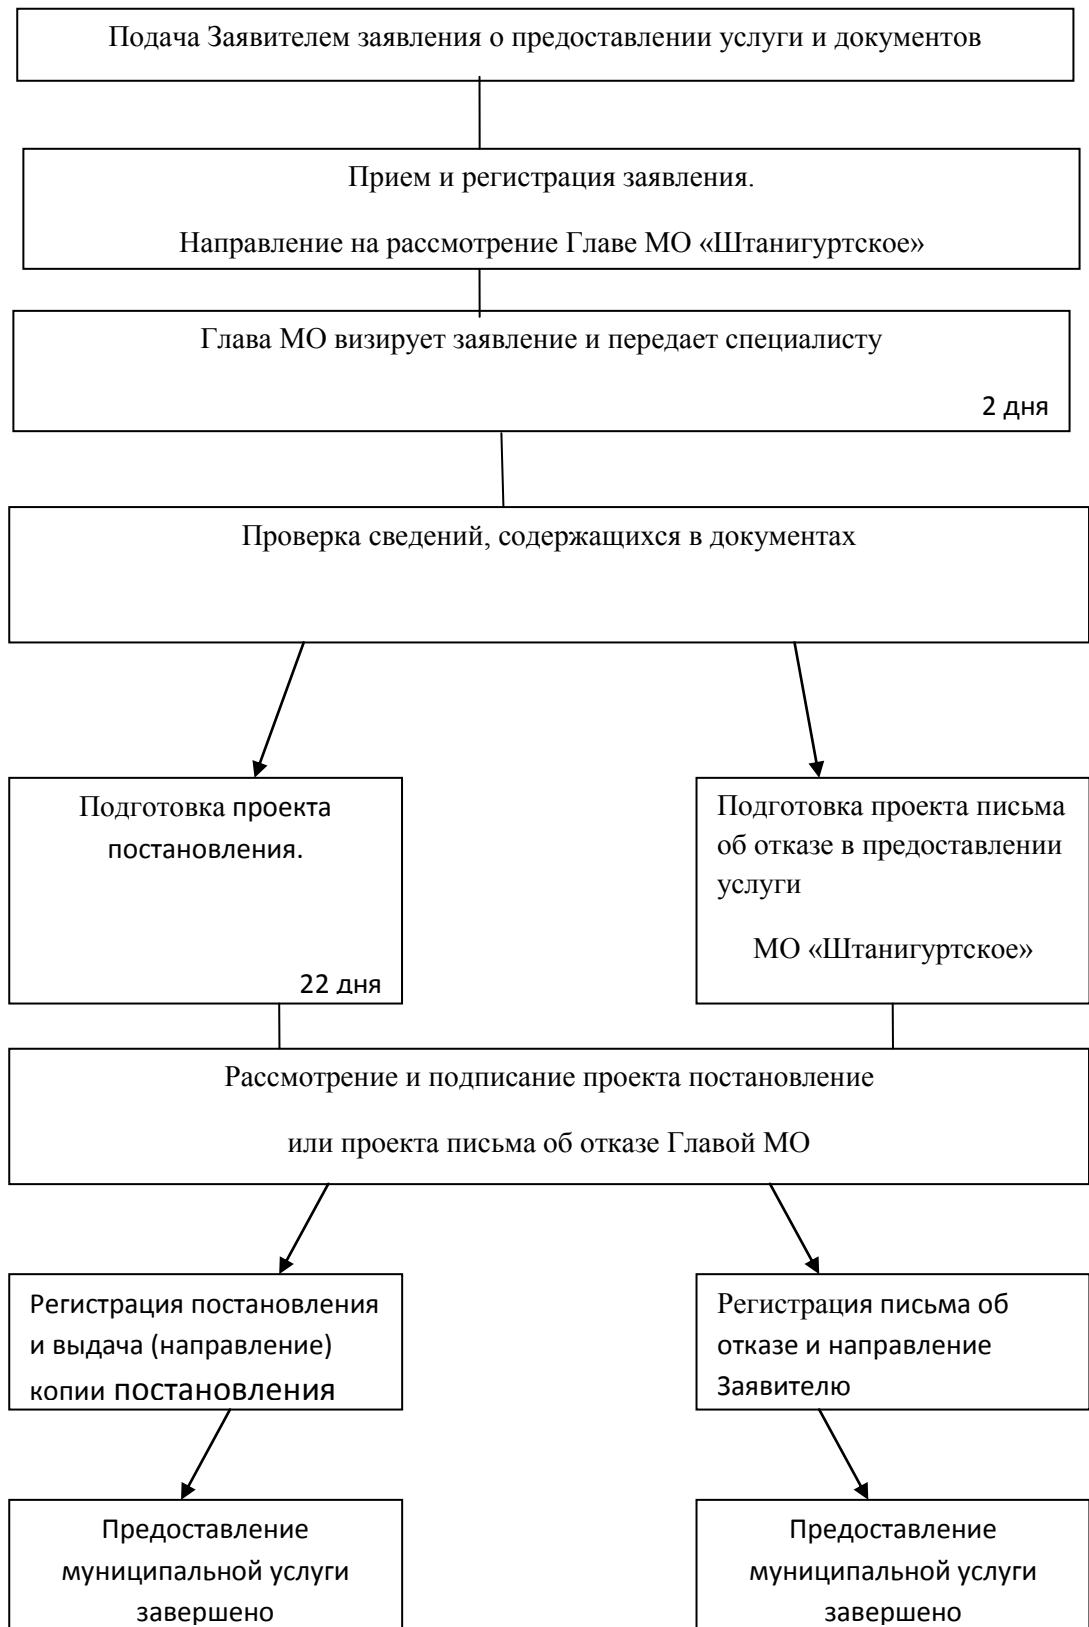 Подача Заявителем заявления о предоставлении услуги и документов
Прием и регистрация заявления.
Направление на рассмотрение Главе МО «Штанигуртское»
Глава МО визирует заявление и передает специалисту
2 дня
Проверка сведений, содержащихся в документах
Подготовка проекта
постановления.
22 дня
Подготовка проекта письма
об отказе в предоставлении
услуги
МО «Штанигуртское»
Рассмотрение и подписание проекта постановление
или проекта письма об отказе Главой МО
Регистрация постановления
и выдача (направление)
копии постановления
Регистрация письма об
отказе и направление
Заявителю
Предоставление
муниципальной услуги
завершено
Предоставление
муниципальной услуги
завершено